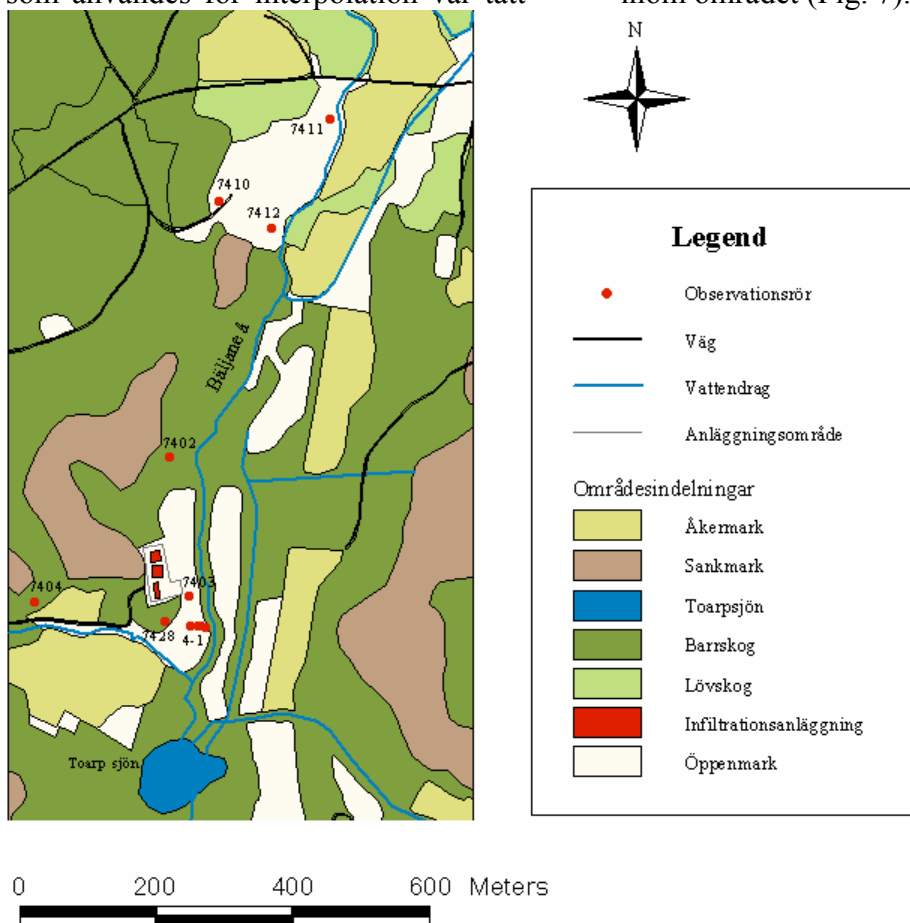 som användes för interpolation var tätt
inom området (Fig. 7).
N
7411
7410
7412
Bäljane å
7402
7404
7403
7428
4-1
Toarp sjön
Legend
Observationsrör
Väg
Vattendrag
Anläggningsområde
Områdesindelningar
Åkermark
Sankmark
Toarpsjön
Barrskog
Lövskog
Infiltrationsanläggning
Öppenmark
0 200 400 600 Meters